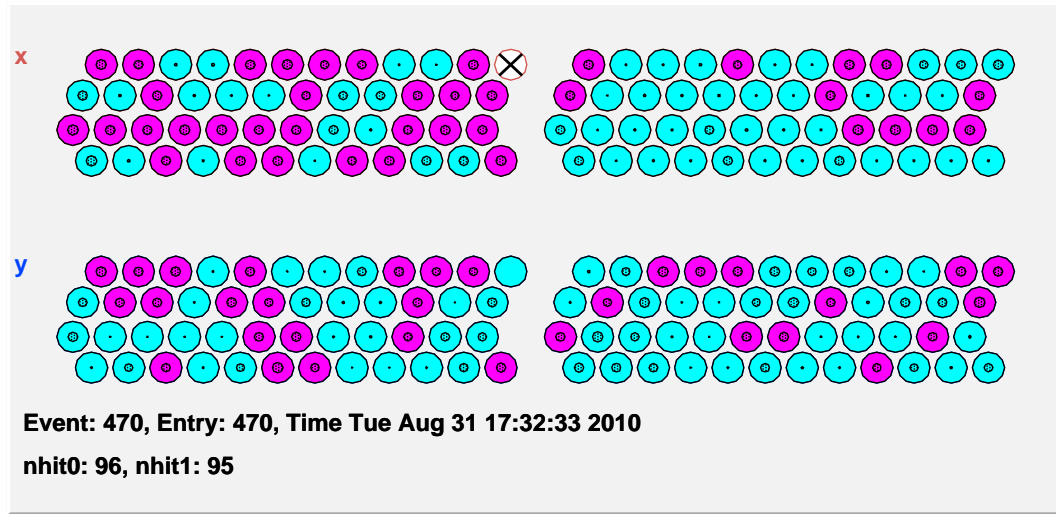 x
y
Event: 470, Entry: 470, Time Tue Aug 31 17:32:33 2010
nhit0: 96, nhit1: 95